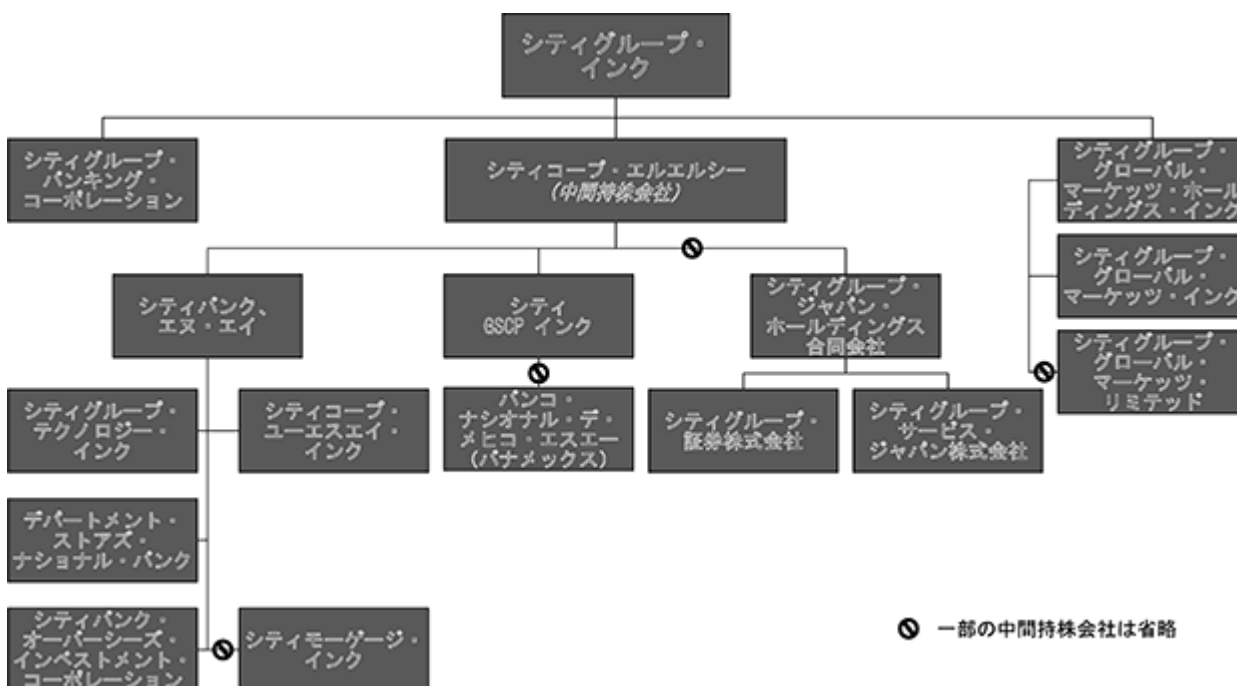 シティグループ・
インク
シティグループ・
バンキング・
コーポレーション
シティコープ・エルエルシー
(中間持株会社)
シティグループ・
グローバル・
マーケッツ・ホール
ディングス・インク
シティバンク、
エヌ・エイ
シティ
GSCP インク
シティグループ・
ジャパン・
ホールディングス
合同会社
シティグループ・
グローバル・
マーケッツ・インク
シティグループ・
グローバル・
マーケッツ・
リミテッド
シティグループ・
テクノロジー・
インク
シティコープ・
ユーエスエイ・
インク
バンコ・
ナシオナル・デ・
メヒコ・エスエー
(バナメックス)
シティグループ・
証券株式会社
シティグループ・
サービス・
ジャパン株式会社
デパートメント・
ストアズ・
ナショナル・バンク
シティバンク・
オーバーシーズ・
インベストメント・
コーポレーション
シティモーゲージ・
インク
一部の中間持株会社は省略